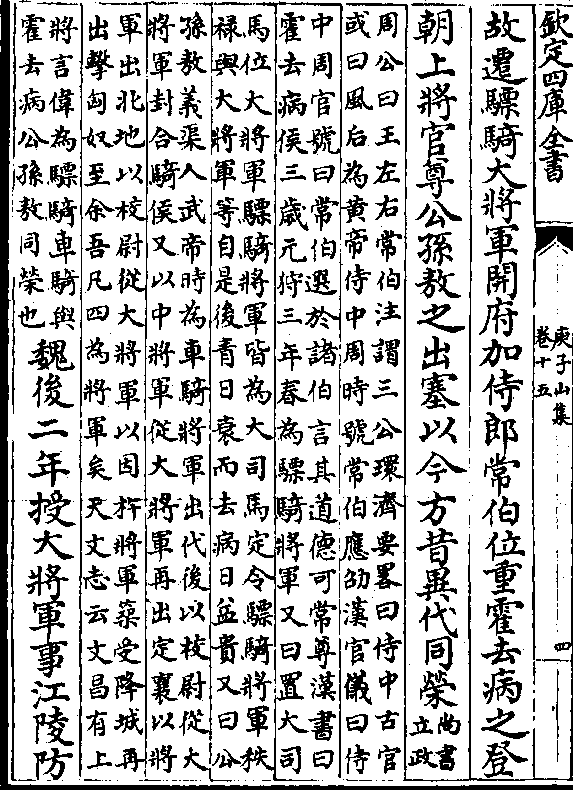 欽定四庫全書
庚子山集
卷十五
四
故遷驃騎大將軍開府加侍郎常伯位重霍去病之登
朝上將官尊公孫敖之出塞以今方昔異代同榮
尚書
立政
周公曰王左右常伯注謂三公環濟要畧曰侍中古官
或曰風后為黄帝侍中周時號常伯應劭漢官儀曰侍
中周官號曰常伯選於諸伯言其道德可常尊漢書曰
霍去病侯三歲元狩三年春為驃騎將軍又曰置大司
馬位大將軍驃騎將軍皆為大司馬定令驃騎將軍秩
禄與大將軍等自是後青日衰而去病日益貴又曰公
孫敖義渠人武帝時為車騎將軍出代後以校尉從大
將軍封合騎侯又以中將軍從大將軍再出定襄以將
軍出北地以校尉從大將軍以因杅將軍築受降城再
出擊匈奴至余吾凡四為將軍矣天文志云文昌有上
將言偉為驃騎車騎與
霍去病公孫敖同榮也
魏後二年授大將軍事江陵防